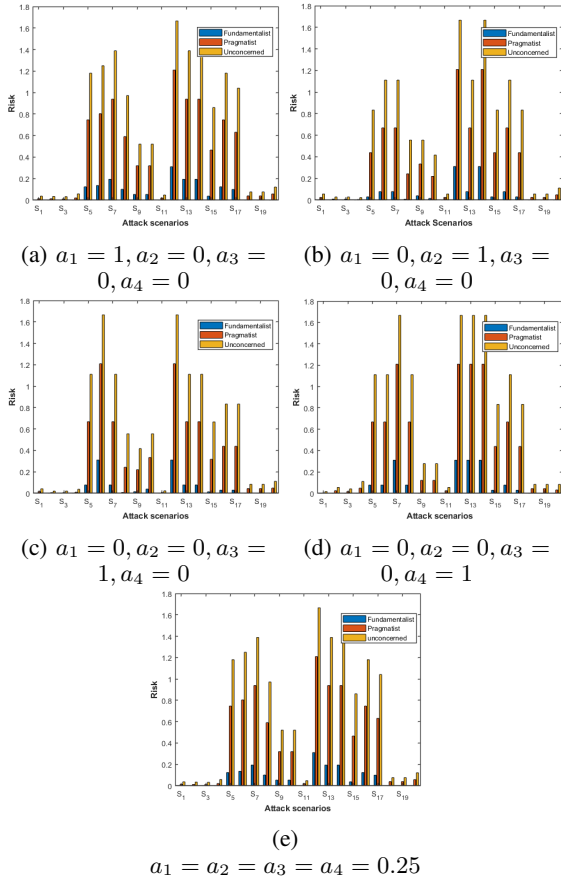 1.8
1.6
1.4
1.2
1
0.8
0.6
0.4
0.2
0
Risk
Fundamentalist
Pragmatist
Unconcerned
S1 S3 S5 S7 S9 S11 S13 S15 S17 S19
Attack scenarios
(a) a1 = 1, a2 = 0, a3 =
0, a4 = 0
1.8
1.6
1.4
1.2
1
0.8
0.6
0.4
0.2
0
Risk
Fundamentalist
Pragmatist
Unconcerned
S1 S3 S5 S7 S9 S11 S13 S15 S17 S19
Attack Scenarios
(b) a1 = 0, a2 = 1, a3 =
0, a4 = 0
1.8
1.6
1.4
1.2
1
0.8
0.6
0.4
0.2
0
Risk
Fundamentalist
Pragmatist
Unconcerned
S1 S3 S5 S7 S9 S11 S13 S15 S17 S19
Attack scenarios
(c) a1 = 0, a2 = 0, a3 =
1, a4 = 0
1.8
1.6
1.4
1.2
1
0.8
0.6
0.4
0.2
0
Risk
Fundamentalist
Pragmatist
Unconcerned
S1 S3 S5 S7 S9 S11 S13 S15 S17 S19
Attack scenarios
(d) a1 = 0, a2 = 0, a3 =
0, a4 = 1
1.8
1.6
1.4
1.2
1
0.8
0.6
0.4
0.2
0
Risk
Fundamentalist
Pragmatist
unconcerned
S1 S3 S5 S7 S9 S11 S13 S15 S17 S19
Attack scenarios
(e)
a1 = a2 = a3 = a4 = 0.25